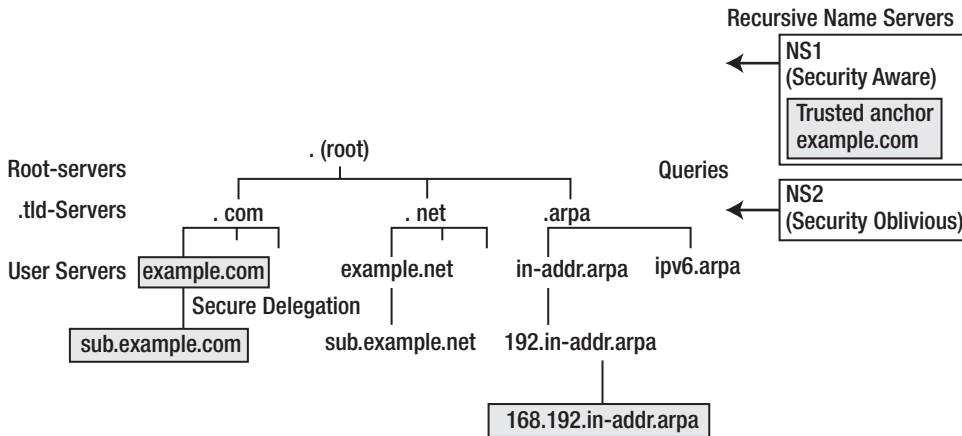 Recursive Name Servers
NS1
(Security Aware)
Trusted anchor
example.com
. (root)
Root-servers
Queries
NS2
(Security Oblivious)
.tld-Servers
. com
. net
.arpa
User Servers
example.com
example.net
in-addr.arpa
ipv6.arpa
Secure Delegation
sub.example.com
sub.example.net
192.in-addr.arpa
168.192.in-addr.arpa